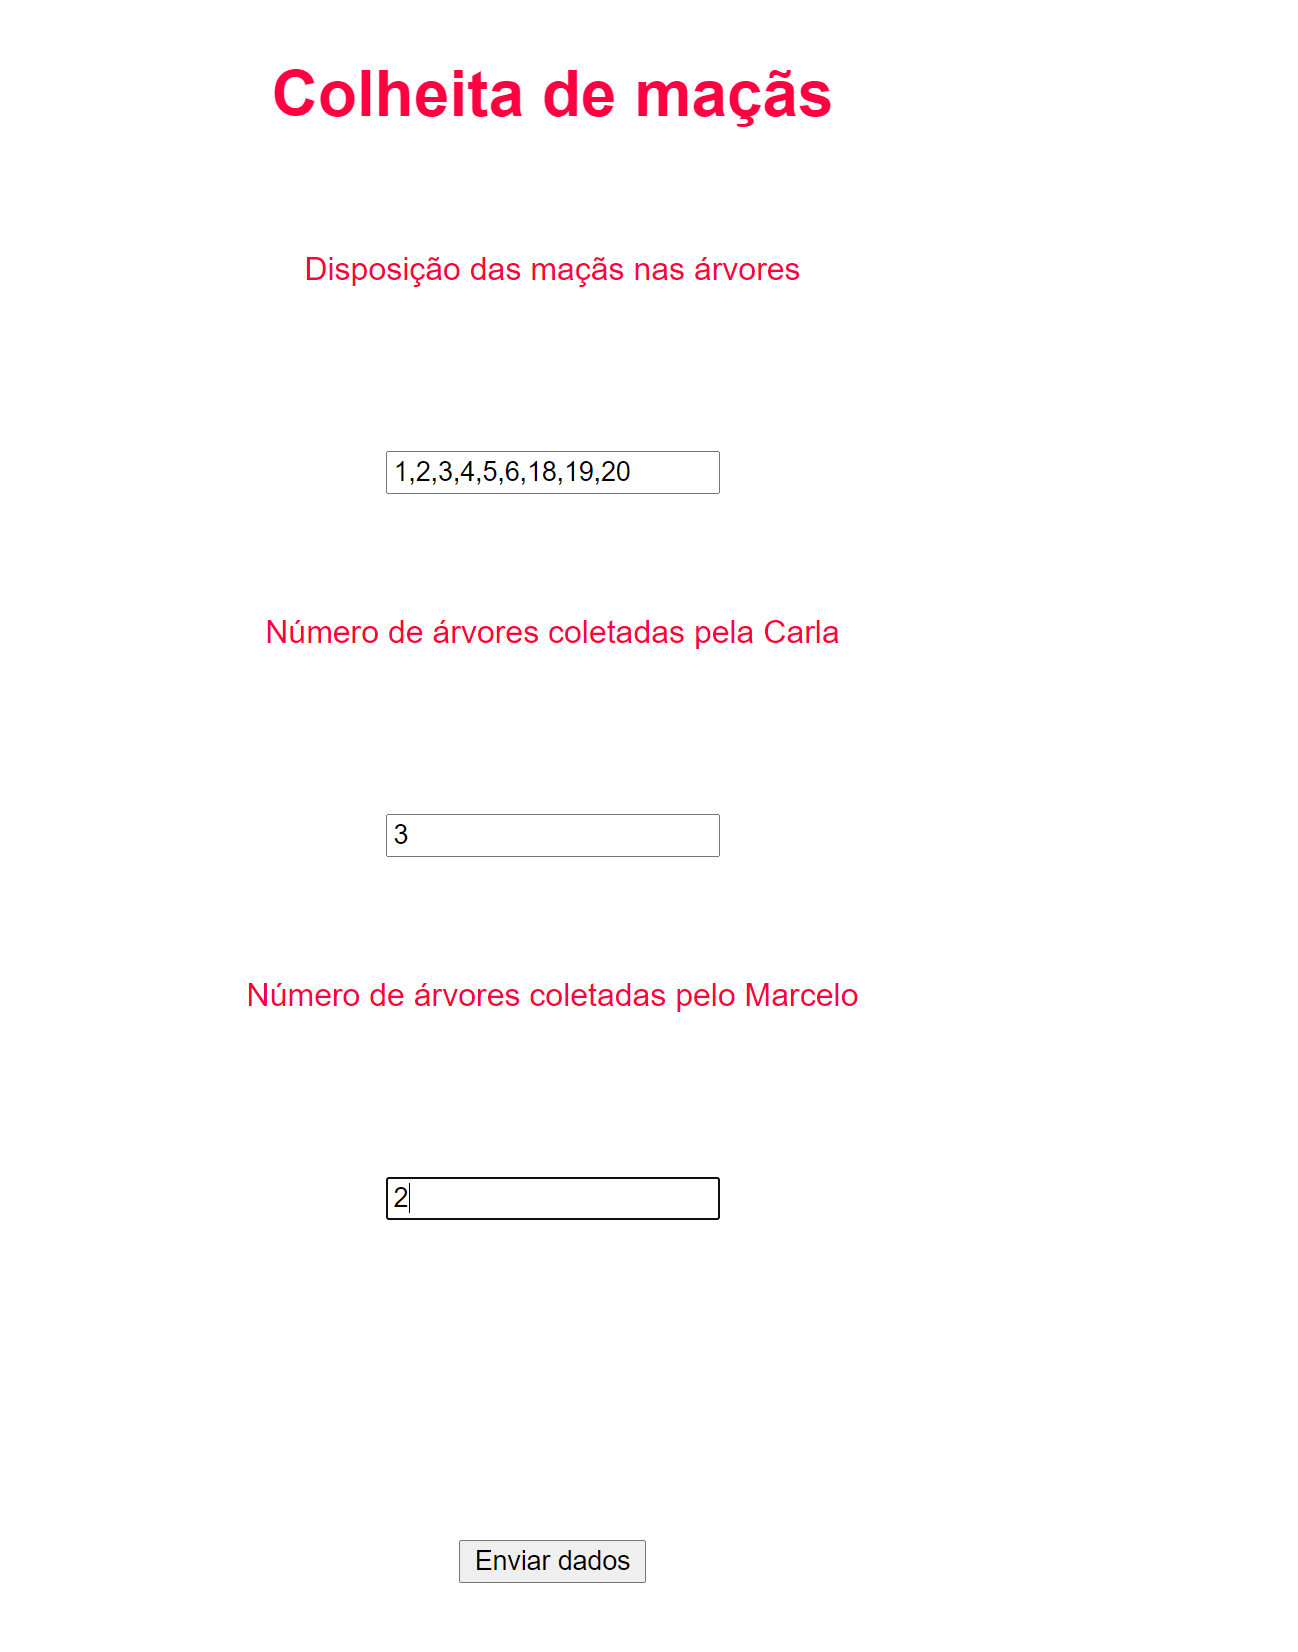 Colheita de maçãs
Disposição das maçãs nas árvores
1,2,3,4,5,6,18,19,20
Número de árvores coletadas pela Carla
3
Número de árvores coletadas pelo Marcelo
2
Enviar dados